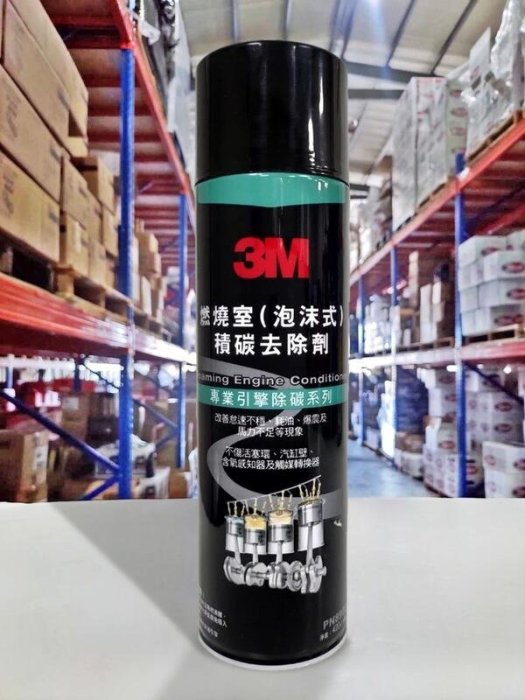 3M
燃燒室(泡沫式)
積碳去除劑
Foaming Engine Conditioner
專業引擎除碳系列
改善怠速不穩、耗油、爆震及
馬力不足等現象
不傷活塞環、汽缸壁、
含氧感知器及觸媒轉換器